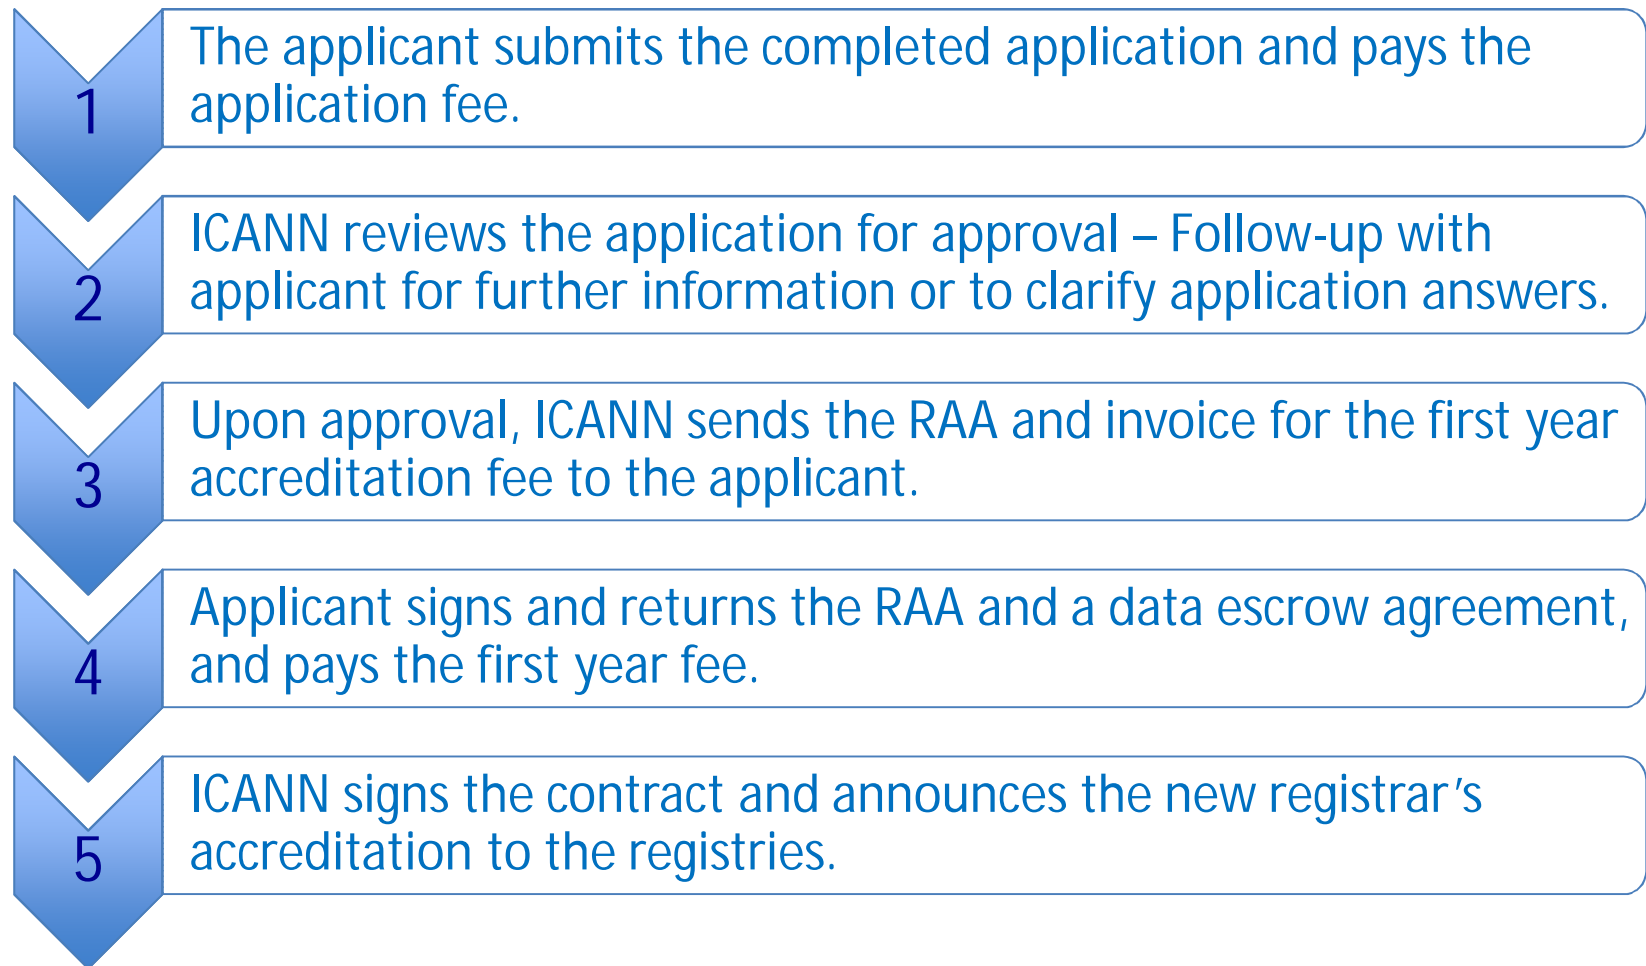 1
The applicant submits the completed application and pays the
application fee.
2
ICANN reviews the application for approval – Follow-up with
applicant for further information or to clarify application answers.
3
Upon approval, ICANN sends the RAA and invoice for the first year
accreditation fee to the applicant.
4
Applicant signs and returns the RAA and a data escrow agreement,
and pays the first year fee.
5
ICANN signs the contract and announces the new registrar’s
accreditation to the registries.